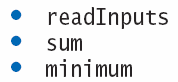 • readInputs
• sum
• minimum